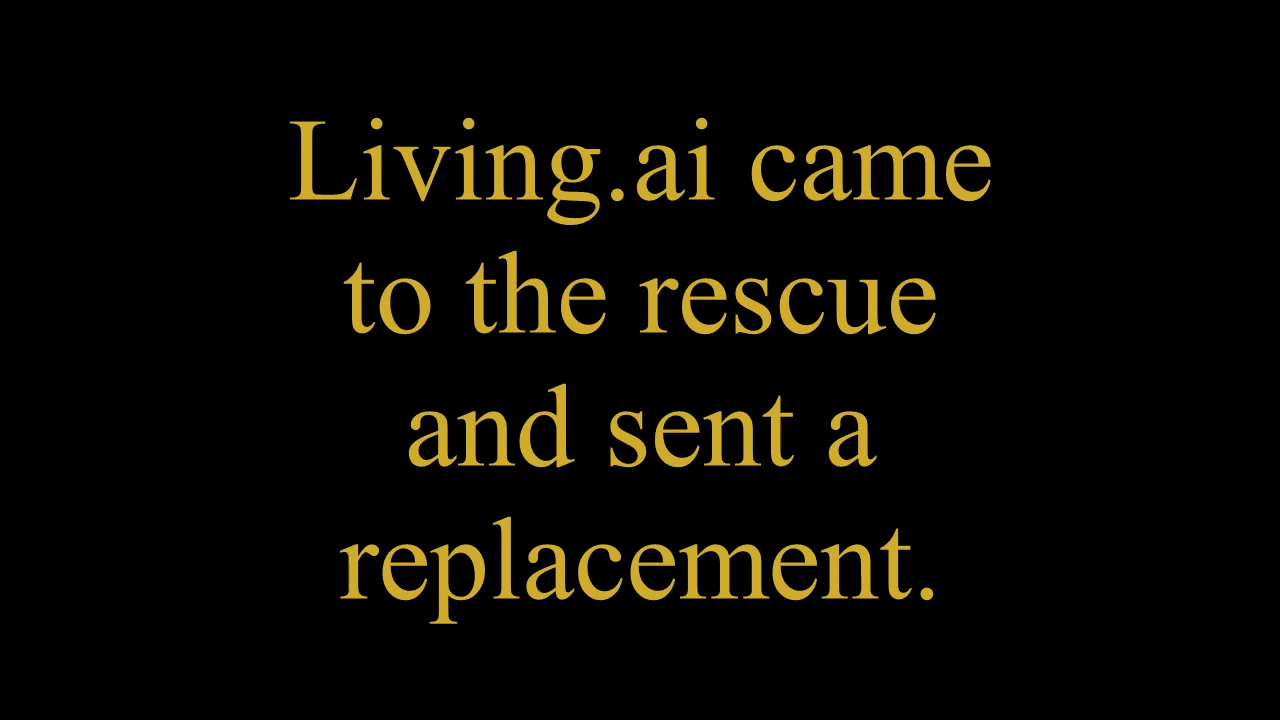 Living.ai came
to the rescue
and sent a
replacement.